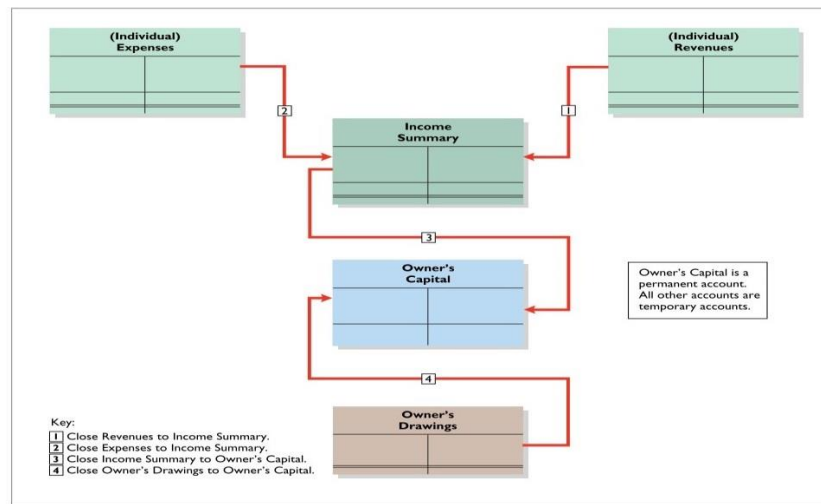 (Individual)
Expenses
(Individual)
Revenues
2
1
Income
Summary
3
Owner's
Capital
Owner's Capital is a
permanent account.
All other accounts are
temporary accounts.
4
Owner's
Drawings
Key:
1 Close Revenues to Income Summary.
2 Close Expenses to Income Summary.
3 Close Income Summary to Owner's Capital.
4 Close Owner's Drawings to Owner's Capital.